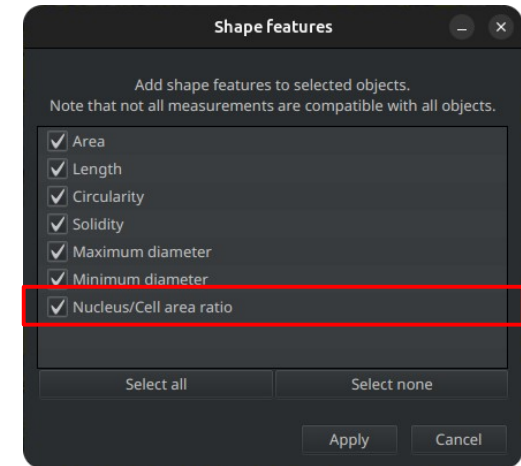 Shape features
Add shape features to selected objects.
Note that not all measurements are compatible with all objects.
Area
Length
Circularity
Solidity
Maximum diameter
Minimum diameter
Nucleus/Cell area ratio
Select all
Select none
Apply
Cancel